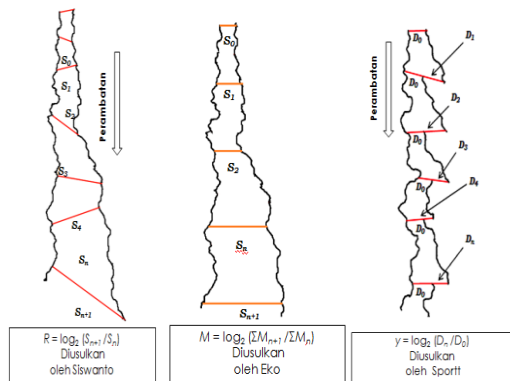 S0
S1
S2
S3
S4
Sn
Sn+1
Perambatan
R = log2 (Sn+1 /Sn)
Diusulkan
oleh Siswanto
S0
S1
S2
Sn
Sn+1
M = log2 (ΣMn+1 /ΣMn)
Diusulkan
oleh Eko
Perambatan
D0
D1
D0
D2
D0
D3
D0
D4
D0
Dn
D0
y = log2 (Dn /D0)
Diusulkan
oleh Sportt